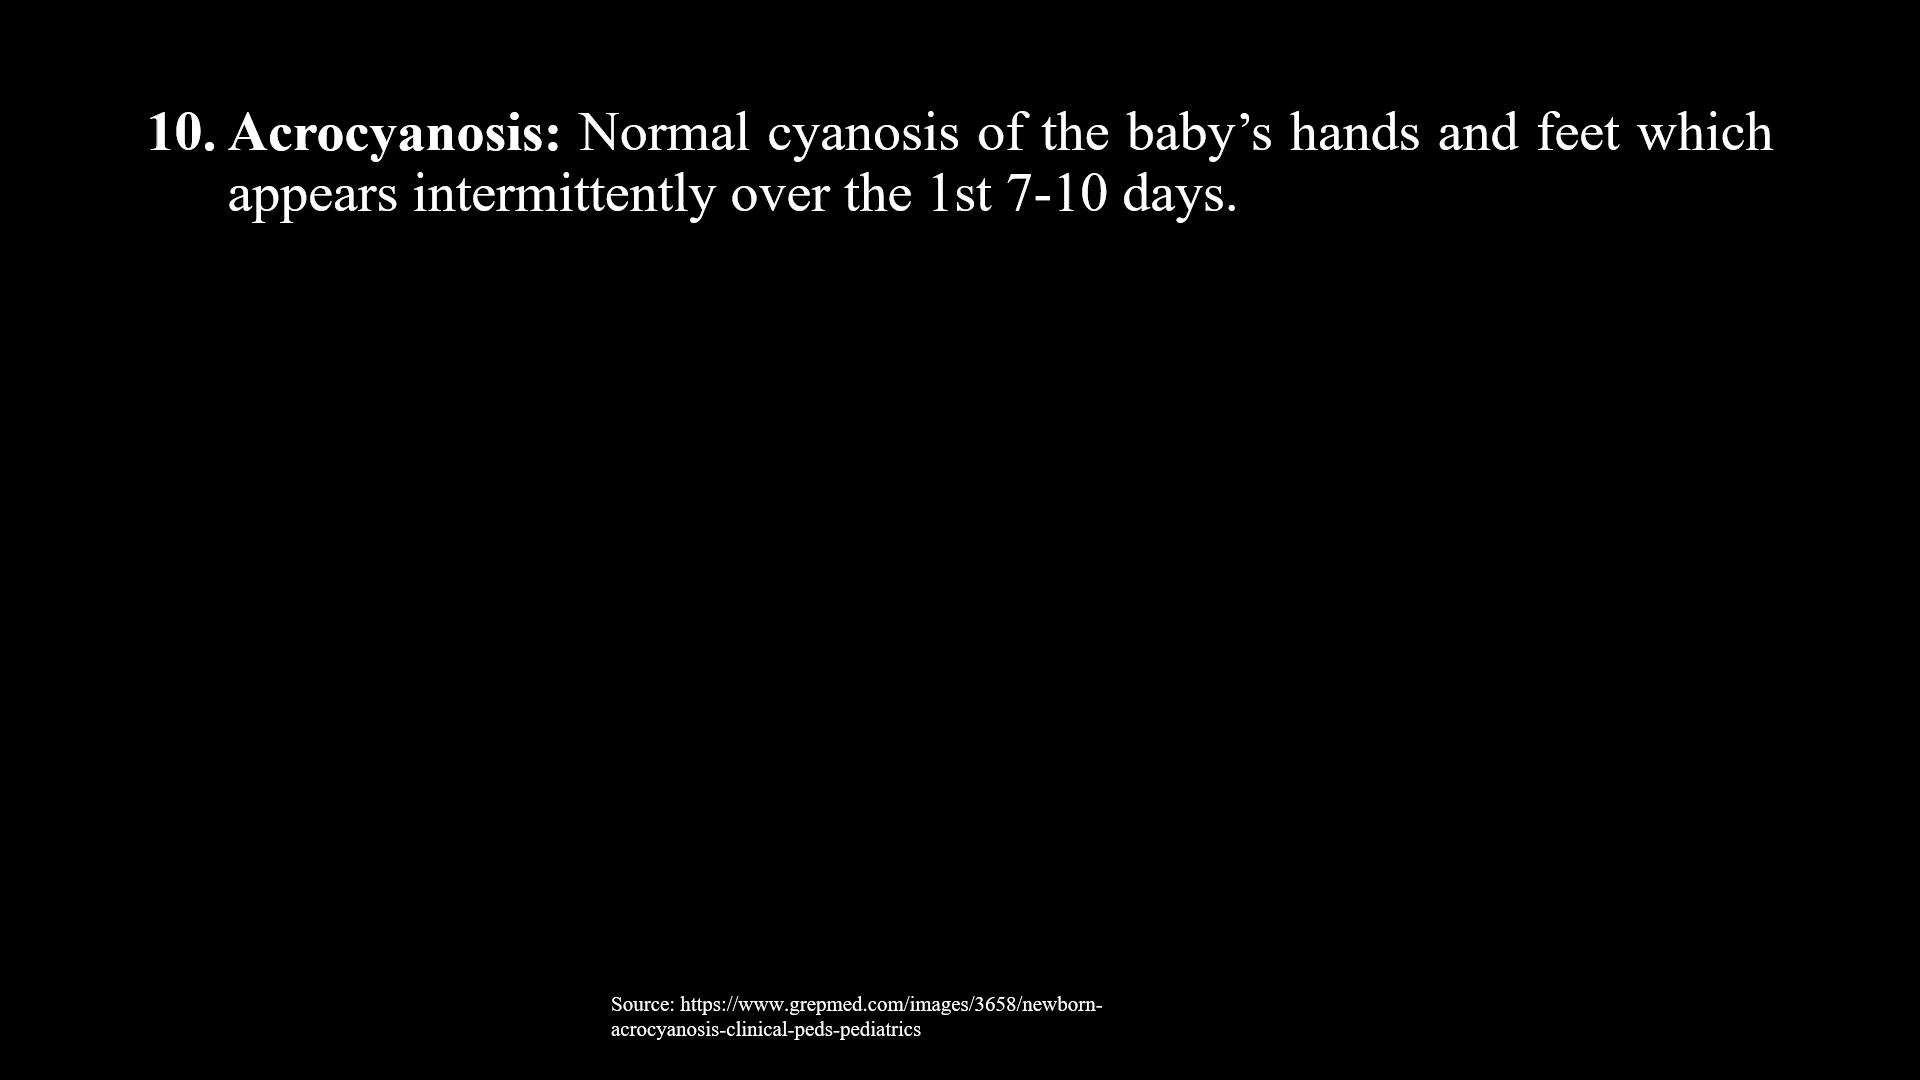 10. Acrocyanosis: Normal cyanosis of the baby’s hands and feet which
appears intermittently over the 1st 7-10 days.
Source: https://www.grepmed.com/images/3658/newborn-
acrocyanosis-clinical-peds-pediatrics